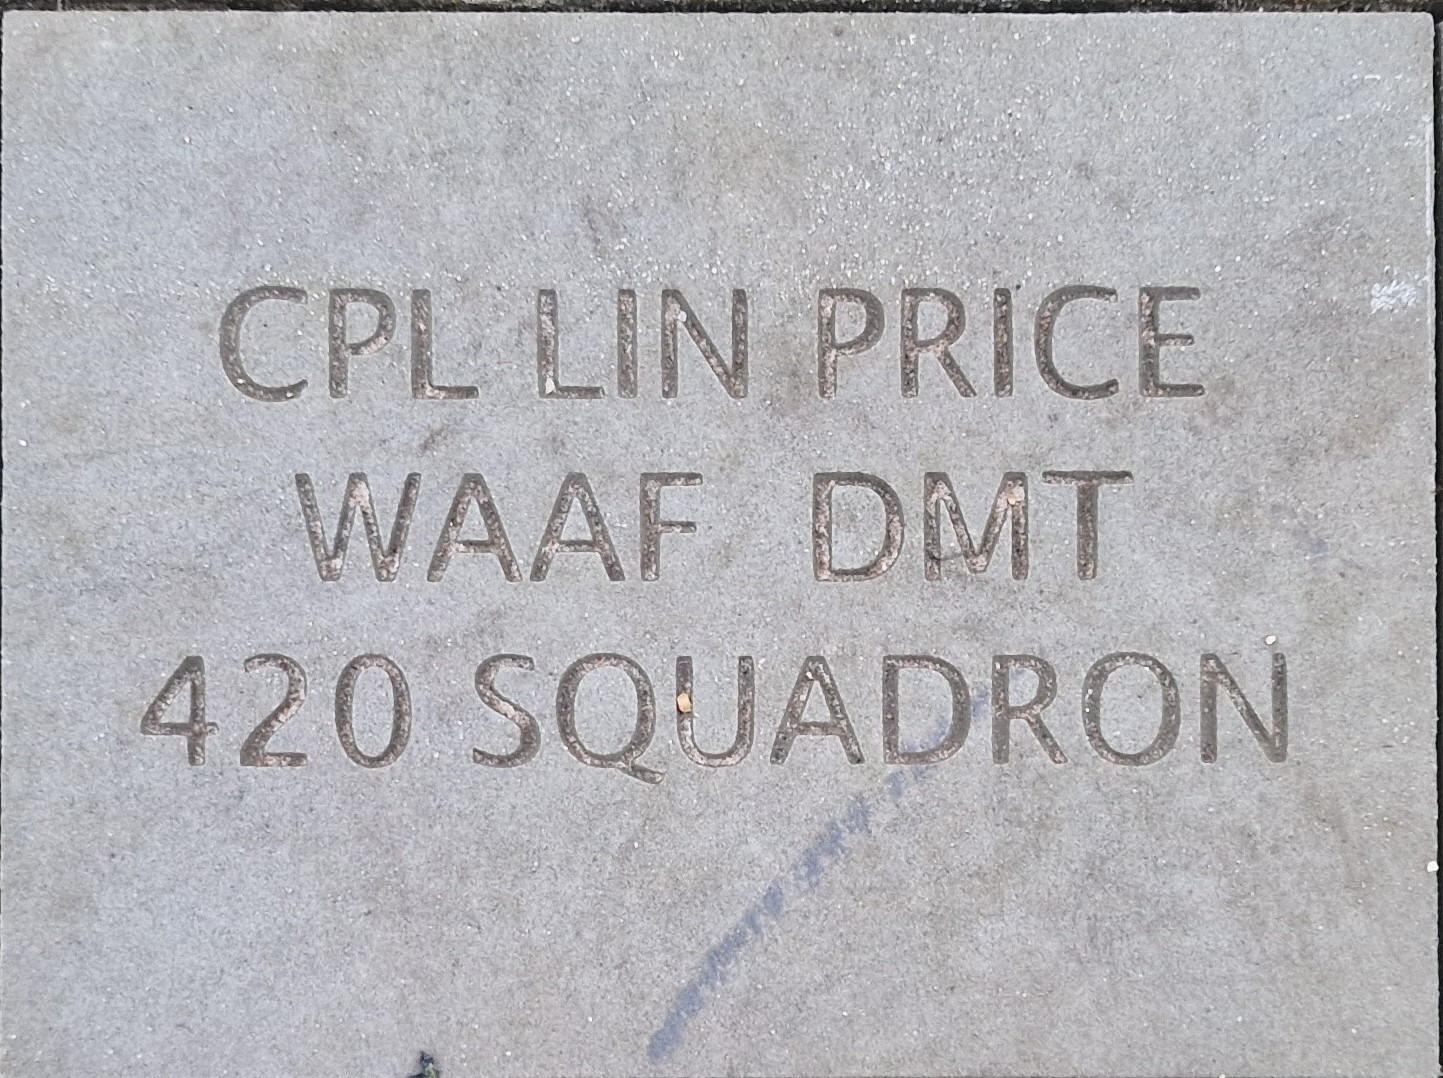 CPL LIN PRICE
WAAF DMT
420 SQUADRON